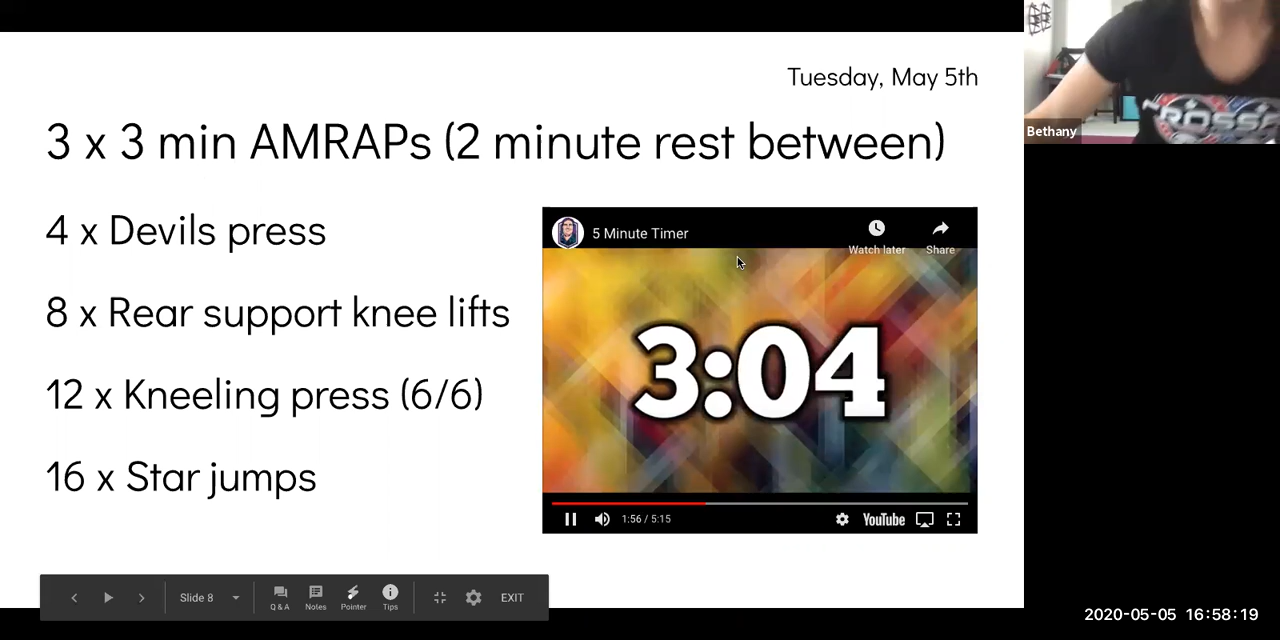 Tuesday, May 5th
3 x 3 min AMRAPs (2 minute rest between)
4 x Devils press
8 x Rear support knee lifts
12 x Kneeling press (6/6)
16 x Star jumps
5 Minute Timer
Watch later
Share
3:04
1:56 / 5:15
YouTube
Slide 8
Q & A
Notes
Pointer
Tips
EXIT
Bethany
2020-05-05 16:58:19